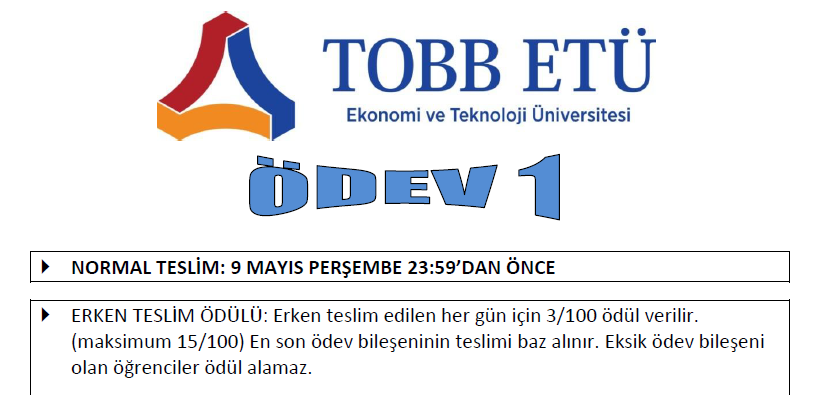 TOBB ETÜ
Ekonomi ve Teknoloji Üniversitesi
ÖDEV 1
NORMAL TESLİM: 9 MAYIS PERŞEMBE 23:59’DAN ÖNCE
ERKEN TESLİM ÖDÜLÜ: Erken teslim edilen her gün için 3/100 ödül verilir.
(maksimum 15/100) En son ödev bileşeninin teslimi baz alınır. Eksik ödev bileşeni
olan öğrenciler ödül alamaz.